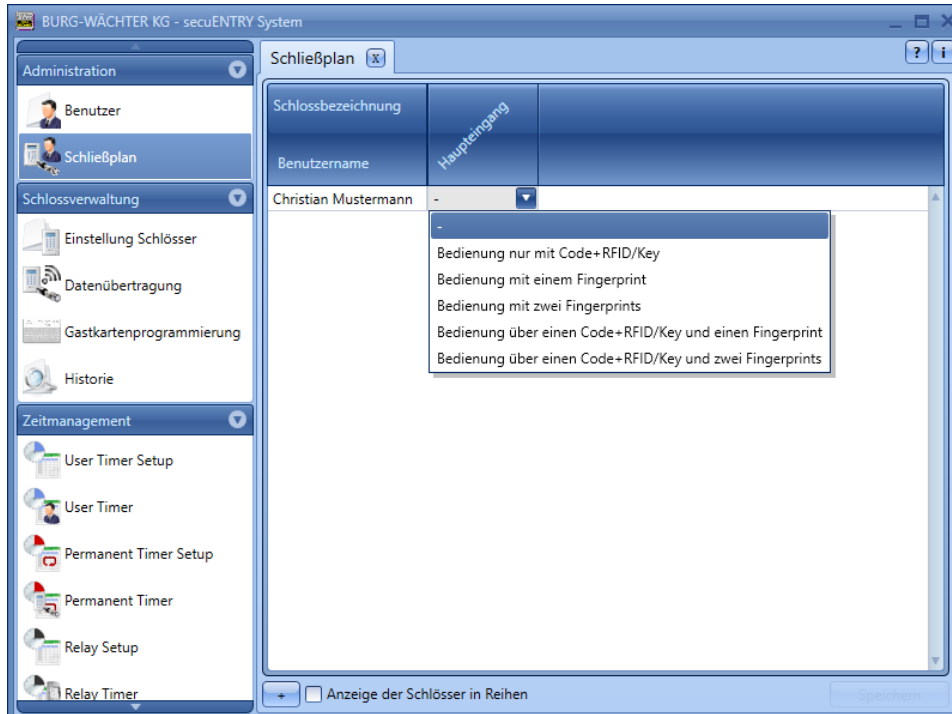 BURG-WÄCHTER KG - secuENTRY System
Administration
Benutzer
Schließplan
Schlossverwaltung
Einstellung Schlösser
Datenübertragung
Gastkartenprogrammierung
Historie
Zeitmanagement
User Timer Setup
User Timer
Permanent Timer Setup
Permanent Timer
Relay Setup
Relay Timer
Schließplan x
? i
Schlossbezeichnung
Haupteingang
Benutzername
Christian Mustermann -
-
Bedienung nur mit Code+RFID/Key
Bedienung mit einem Fingerprint
Bedienung mit zwei Fingerprints
Bedienung über einen Code+RFID/Key und einen Fingerprint
Bedienung über einen Code+RFID/Key und zwei Fingerprints
+ Anzeige der Schlösser in Reihen
Speichern